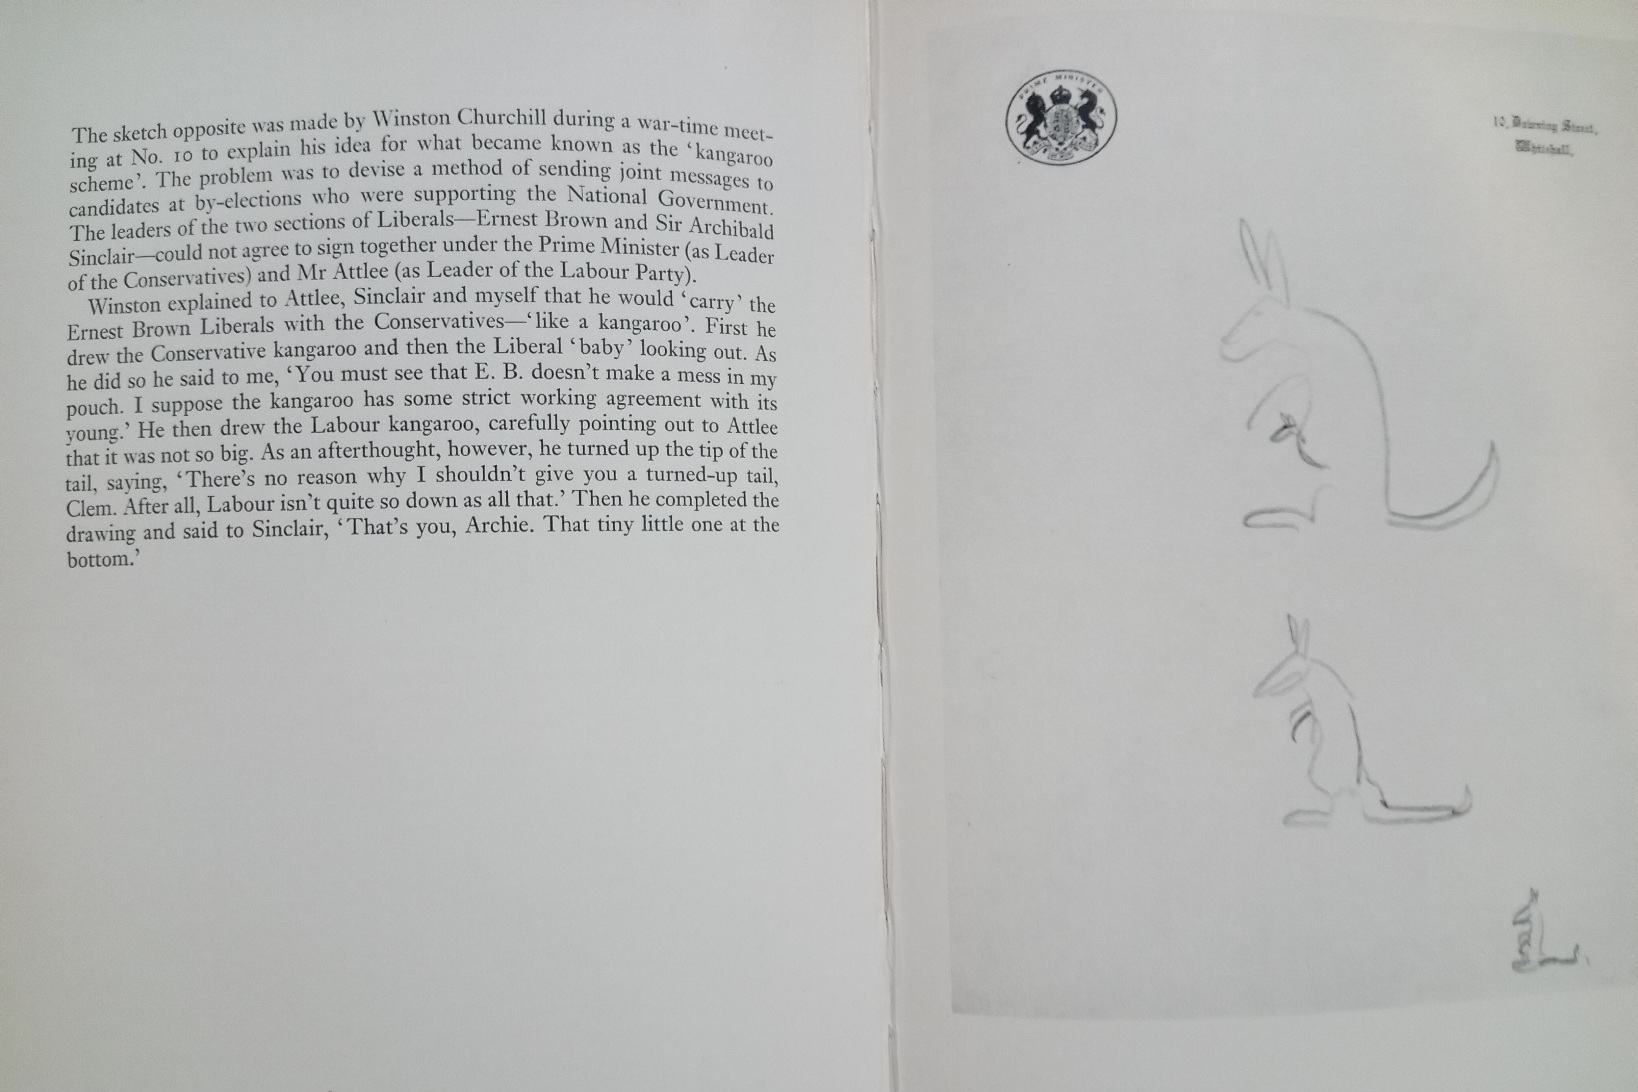 The sketch opposite was made by Winston Churchill during a war-time meet-
ing at No. 10 to explain his idea for what became known as the ‘kangaroo
scheme’. The problem was to devise a method of sending joint messages to
candidates at by-elections who were supporting the National Government.
The leaders of the two sections of Liberals—Ernest Brown and Sir Archibald
Sinclair—could not agree to sign together under the Prime Minister (as Leader
of the Conservatives) and Mr Attlee (as Leader of the Labour Party).
Winston explained to Attlee, Sinclair and myself that he would ‘carry’ the
Ernest Brown Liberals with the Conservatives—‘like a kangaroo’. First he
drew the Conservative kangaroo and then the Liberal ‘baby’ looking out. As
he did so he said to me, ‘You must see that E. B. doesn’t make a mess in my
pouch. I suppose the kangaroo has some strict working agreement with its
young.’ He then drew the Labour kangaroo, carefully pointing out to Attlee
that it was not so big. As an afterthought, however, he turned up the tip of the
tail, saying, ‘There’s no reason why I shouldn’t give you a turned-up tail,
Clem. After all, Labour isn’t quite so down as all that.’ Then he completed the
drawing and said to Sinclair, ‘That’s you, Archie. That tiny little one at the
bottom.’
PRIME MINISTER
10, Downing Street,
Whitehall,